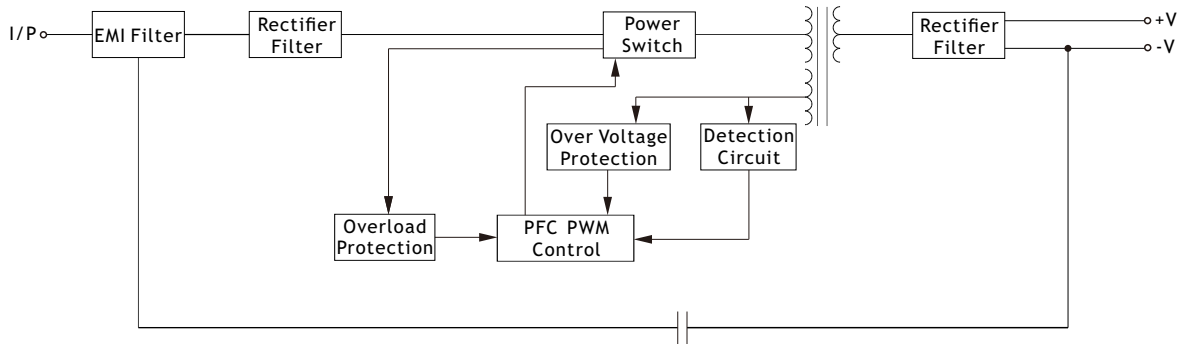 I/P
EMI Filter
Rectifier
Filter
Power
Switch
Rectifier
Filter
+V
-V
Over Voltage
Protection
Detection
Circuit
Overload
Protection
PFC PWM
Control